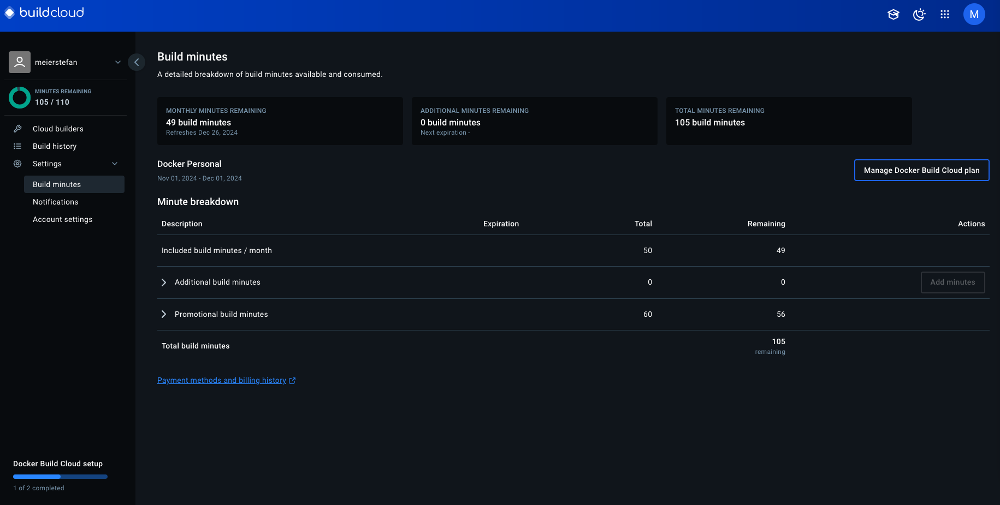 buildcloud
M
meierstefan
MINUTES REMAINING
105 / 110
Cloud builders
Build history
Settings
Build minutes
Notifications
Account settings
Docker Build Cloud setup
1 of 2 completed
Build minutes
A detailed breakdown of build minutes available and consumed.
MONTHLY MINUTES REMAINING
49 build minutes
Refreshes Dec 26, 2024
ADDITIONAL MINUTES REMAINING
0 build minutes
Next expiration -
TOTAL MINUTES REMAINING
105 build minutes
Docker Personal
Nov 01, 2024 - Dec 01, 2024
Manage Docker Build Cloud plan
Minute breakdown
Description Expiration Total Remaining Actions
Included build minutes / month 50 49
Additional build minutes 0 0 Add minutes
Promotional build minutes 60 56
Total build minutes 105
remaining
Payment methods and billing history